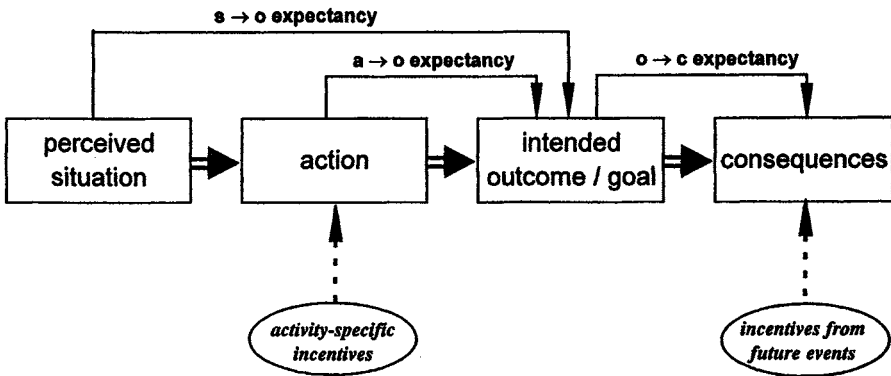 s → o expectancy
a → o expectancy
o → c expectancy
perceived
situation
action
intended
outcome / goal
consequences
activity-specific
incentives
incentives from
future events